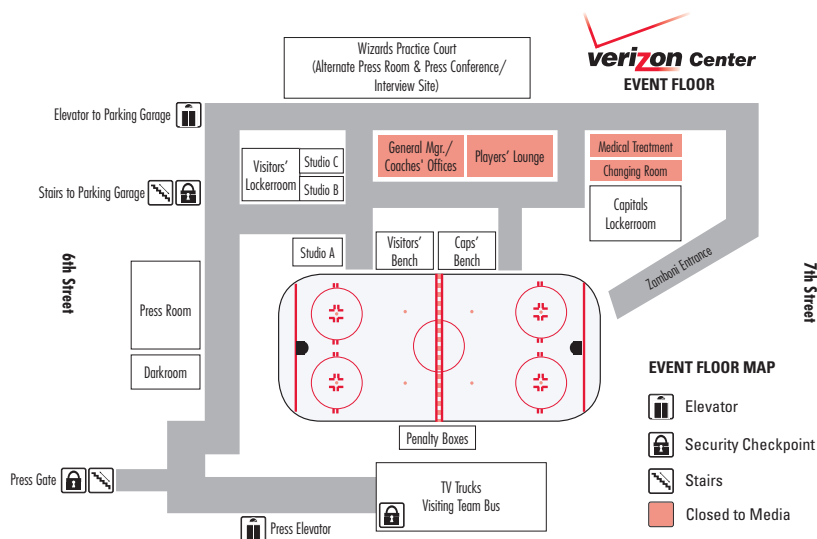 Wizards Practice Court
(Alternate Press Room & Press Conference/
Interview Site)
verizon Center
EVENT FLOOR
Elevator to Parking Garage
Visitors'
Lockerroom
Studio C
Studio B
General Mgr./
Coaches' Offices
Players' Lounge
Medical Treatment
Changing Room
Capitals
Lockerroom
Stairs to Parking Garage
Studio A
Visitors'
Bench
Caps'
Bench
Zamboni Entrance
6th Street
7th Street
Press Room
Darkroom
Penalty Boxes
Press Gate
TV Trucks
Visiting Team Bus
Press Elevator
EVENT FLOOR MAP
Elevator
Security Checkpoint
Stairs
Closed to Media